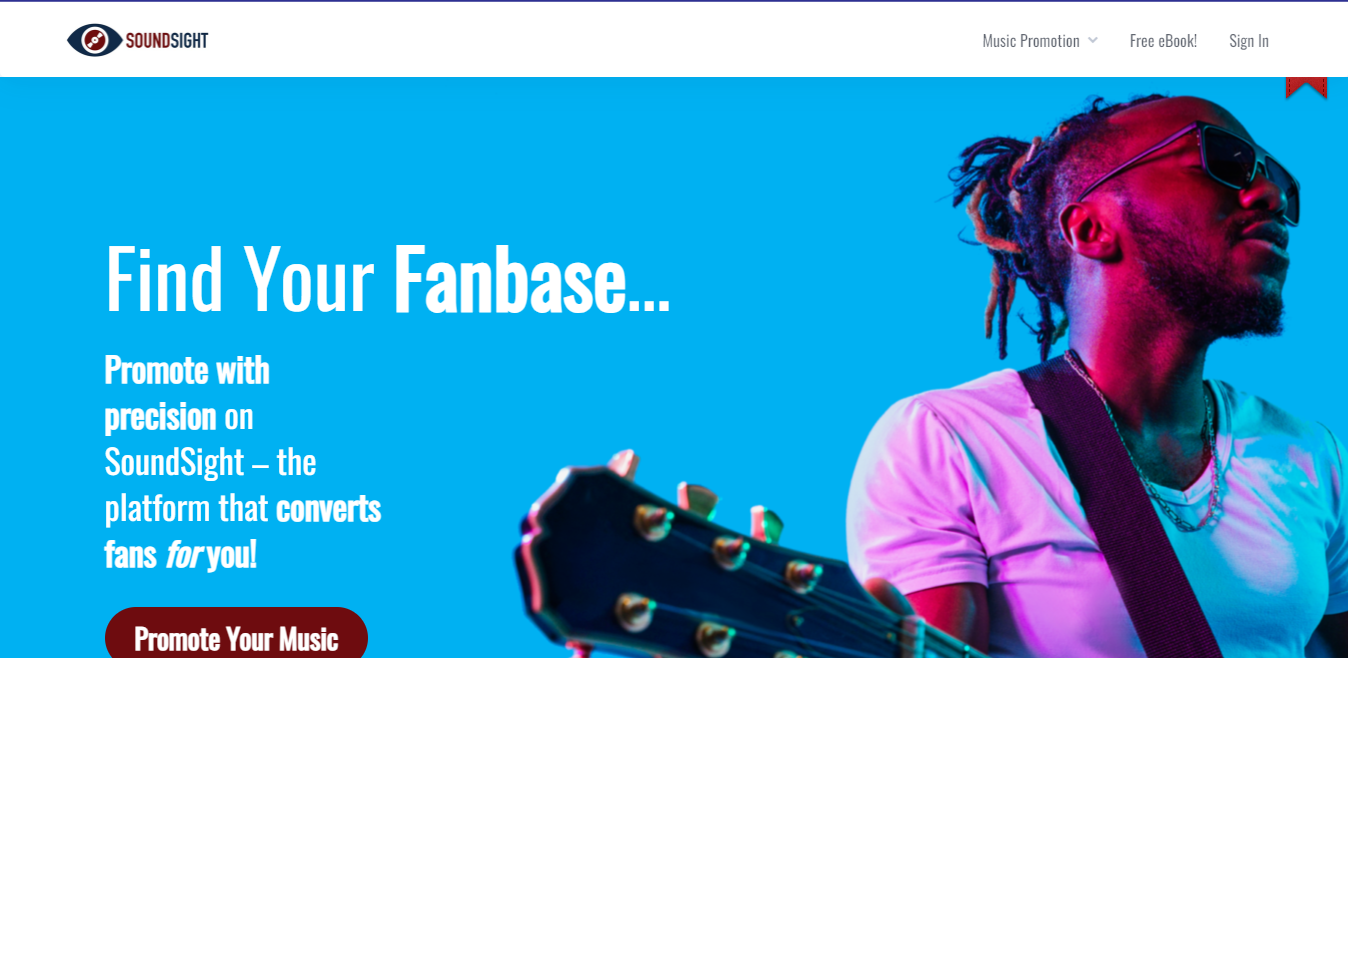 SOUNDSIGHT
Music Promotion
Free eBook!
Sign In
Find Your Fanbase...
Promote with
precision on
SoundSight – the
platform that converts
fans for you!
Promote Your Music